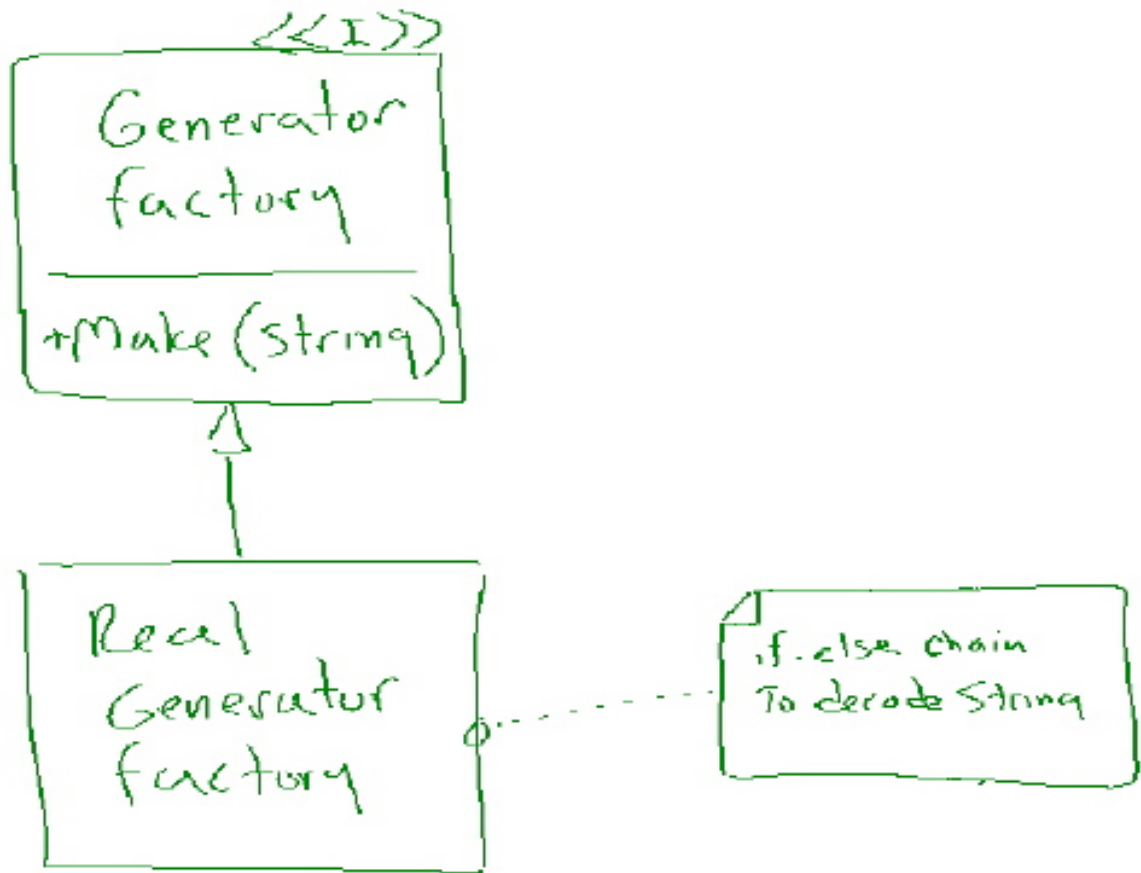 <<I>>
Generator
factory
+Make (String)
Real
Generator
factory
if-else chain
To decode String